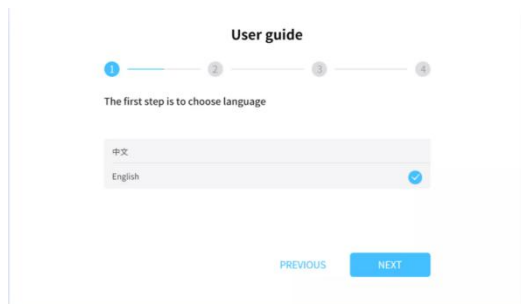 User guide
1 2 3 4
The first step is to choose language
中文
English
PREVIOUS NEXT